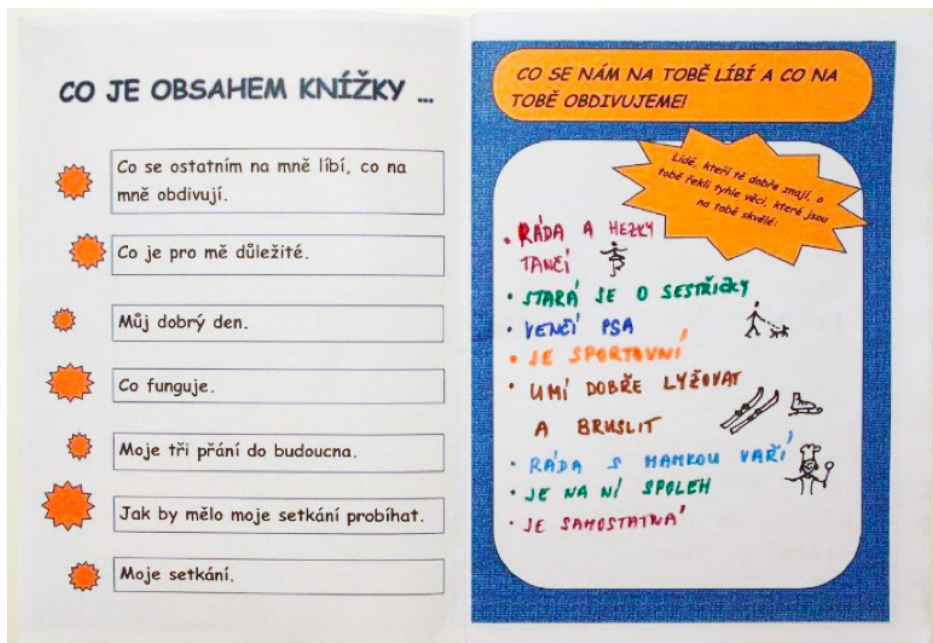 CO JE OBSAHEM KNÍŽKY ...
Co se ostatním na mně líbí, co na
mně obdivují.
Co je pro mě důležité.
Můj dobrý den.
Co funguje.
Moje tři přání do budoucna.
Jak by mělo moje setkání probíhat.
Moje setkání.
CO SE NÁM NA TOBĚ LÍBÍ A CO NA
TOBĚ OBDIVUJEME!
Lidé, kteří tě dobře znají, o
tobě řekli tyhle věci, které jsou
na tobě skvělé:
• RÁDA A HEZKY
TANČÍ
• STARÁ SE O SESTŘIČKY
• VENČÍ PSA
• JE SPORTOVNÍ
• UMÍ DOBŘE LYŽOVAT
A BRUSLIT
• RÁDA S MAMKOU VAŘÍ
• JE NA NÍ SPOLEH
• JE SAMOSTATNÁ